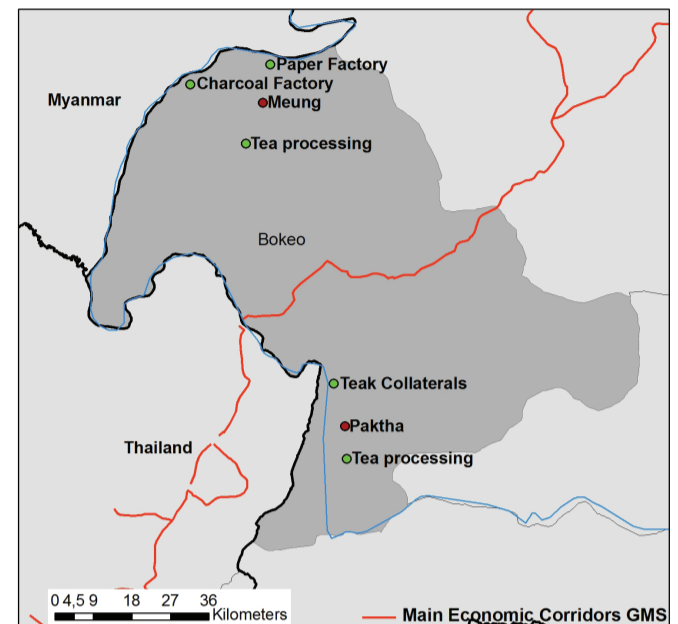 Paper Factory
Charcoal Factory
Myanmar
Meung
Tea processing
Bokeo
Teak Collaterals
Paktha
Thailand
Tea processing
0 4,5 9 18 27 36
Kilometers
Main Economic Corridors GMS